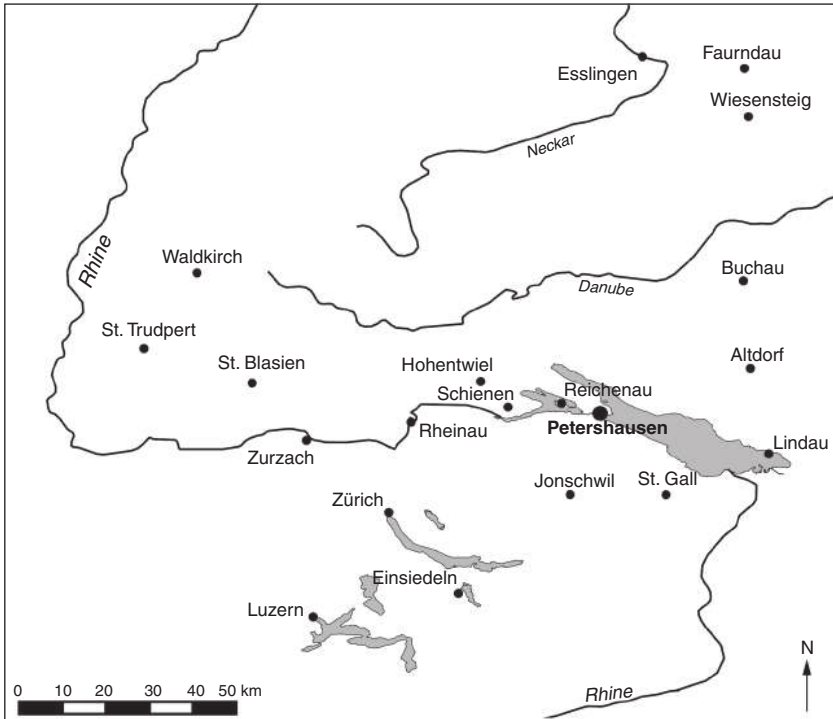 Faurndau
Esslingen
Wiesensteig
Neckar
Rhine
Waldkirch
Buchau
Danube
St. Trudpert
St. Blasien
Hohentwiel
Altdorf
Schienen
Reichenau
Petershausen
Rheinau
Lindau
Zurzach
Jonschwil
St. Gall
Zürich
Einsiedeln
Luzern
N
0 10 20 30 40 50 km
Rhine